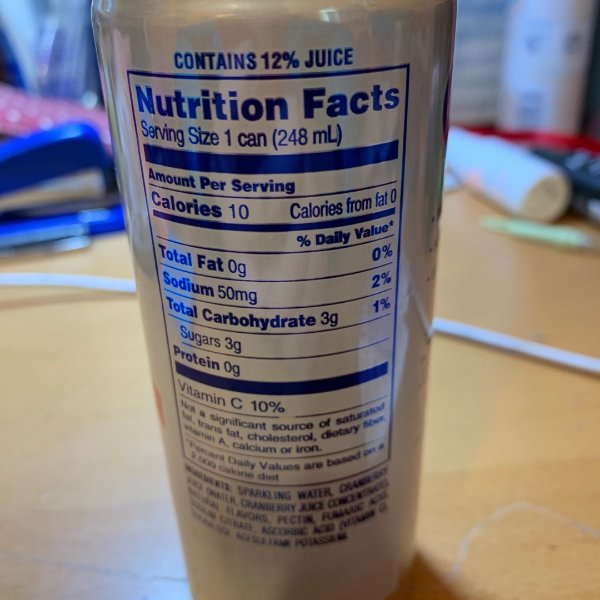 CONTAINS 12% JUICE
Nutrition Facts
Serving Size 1 can (248 mL)
Amount Per Serving
Calories 10 Calories from fat 0
% Daily Value*
Total Fat 0g 0%
Sodium 50mg 2%
Total Carbohydrate 3g 1%
Sugars 3g
Protein 0g
Vitamin C 10%
Not a significant source of saturated
fat, trans fat, cholesterol, dietary fiber,
vitamin A, calcium or iron.
*Percent Daily Values are based on a
2,000 calorie diet
INGREDIENTS: SPARKLING WATER, CRANBERRY
JUICE (WATER, CRANBERRY JUICE CONCENTRATE),
NATURAL FLAVORS, PECTIN, FUMARIC ACID,
SODIUM CITRATE, ASCORBIC ACID (VITAMIN C),
ACESULFAME POTASSIUM